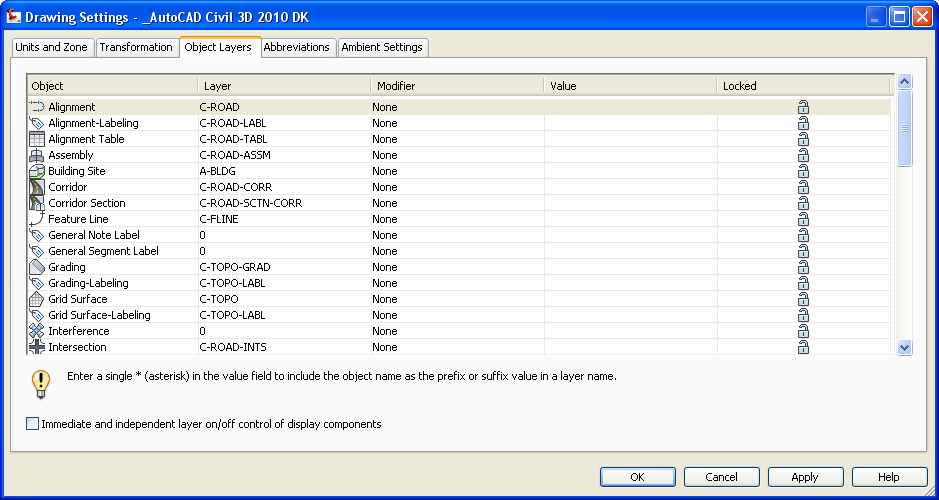 Drawing Settings - _AutoCAD Civil 3D 2010 DK
Units and Zone Transformation Object Layers Abbreviations Ambient Settings
Object Layer Modifier Value Locked
Alignment C-ROAD None
Alignment-Labeling C-ROAD-LABL None
Alignment Table C-ROAD-TABL None
Assembly C-ROAD-ASSM None
Building Site A-BLDG None
Corridor C-ROAD-CORR None
Corridor Section C-ROAD-SCTN-CORR None
Feature Line C-FLINE None
General Note Label 0 None
General Segment Label 0 None
Grading C-TOPO-GRAD None
Grading-Labeling C-TOPO-LABL None
Grid Surface C-TOPO None
Grid Surface-Labeling C-TOPO-LABL None
Interference 0 None
Intersection C-ROAD-INTS None
Enter a single * (asterisk) in the value field to include the object name as the prefix or suffix value in a layer name.
Immediate and independent layer on/off control of display components
OK Cancel Apply Help